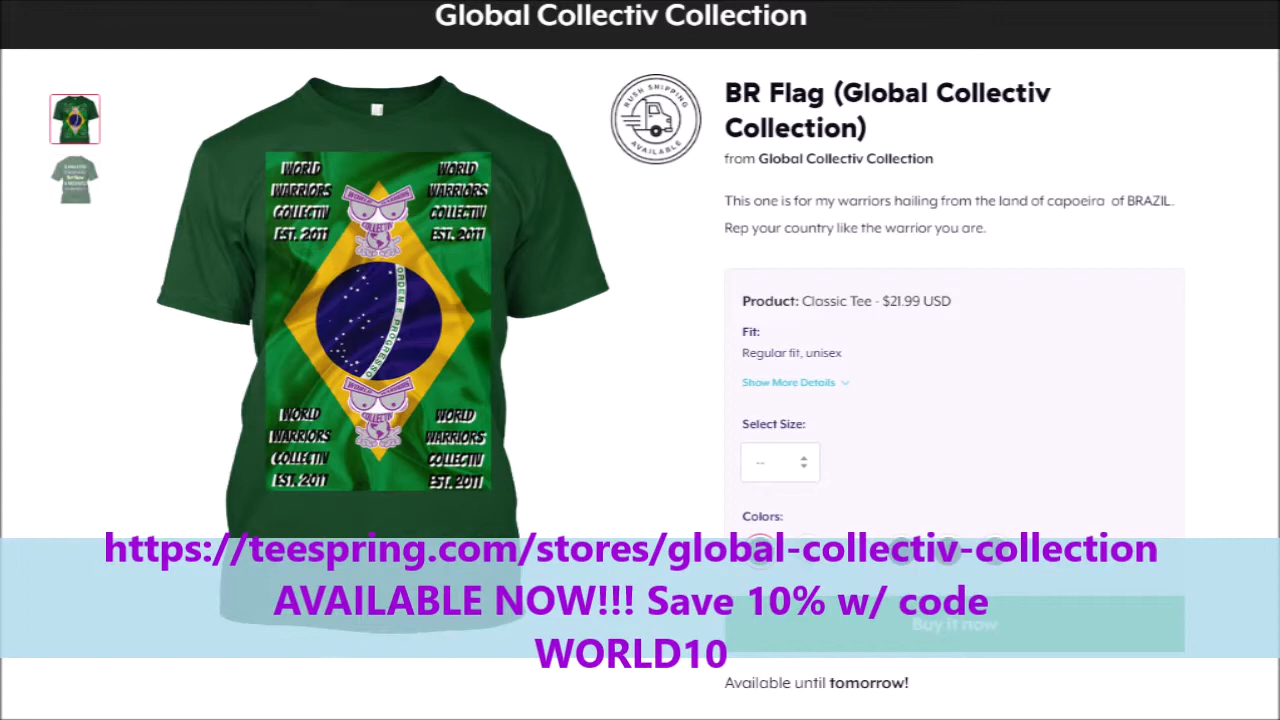 Global Collectiv Collection
WORLD
WARRIORS
COLLECTIV
EST. 2011
WORLD
WARRIORS
COLLECTIV
EST. 2011
COLLECTIV
ORDEM E PROGRESSO
COLLECTIV
WORLD
WARRIORS
COLLECTIV
EST. 2011
WORLD
WARRIORS
COLLECTIV
EST. 2011
RUSH SHIPPING
AVAILABLE
BR Flag (Global Collectiv
Collection)
from Global Collectiv Collection
This one is for my warriors hailing from the land of capoeira of BRAZIL.
Rep your country like the warrior you are.
Product: Classic Tee - $21.99 USD
Fit:
Regular fit, unisex
Show More Details
Select Size:
--
Colors:
https://teespring.com/stores/global-collectiv-collection
AVAILABLE NOW!!! Save 10% w/ code
WORLD10
Buy it now
Available until tomorrow!